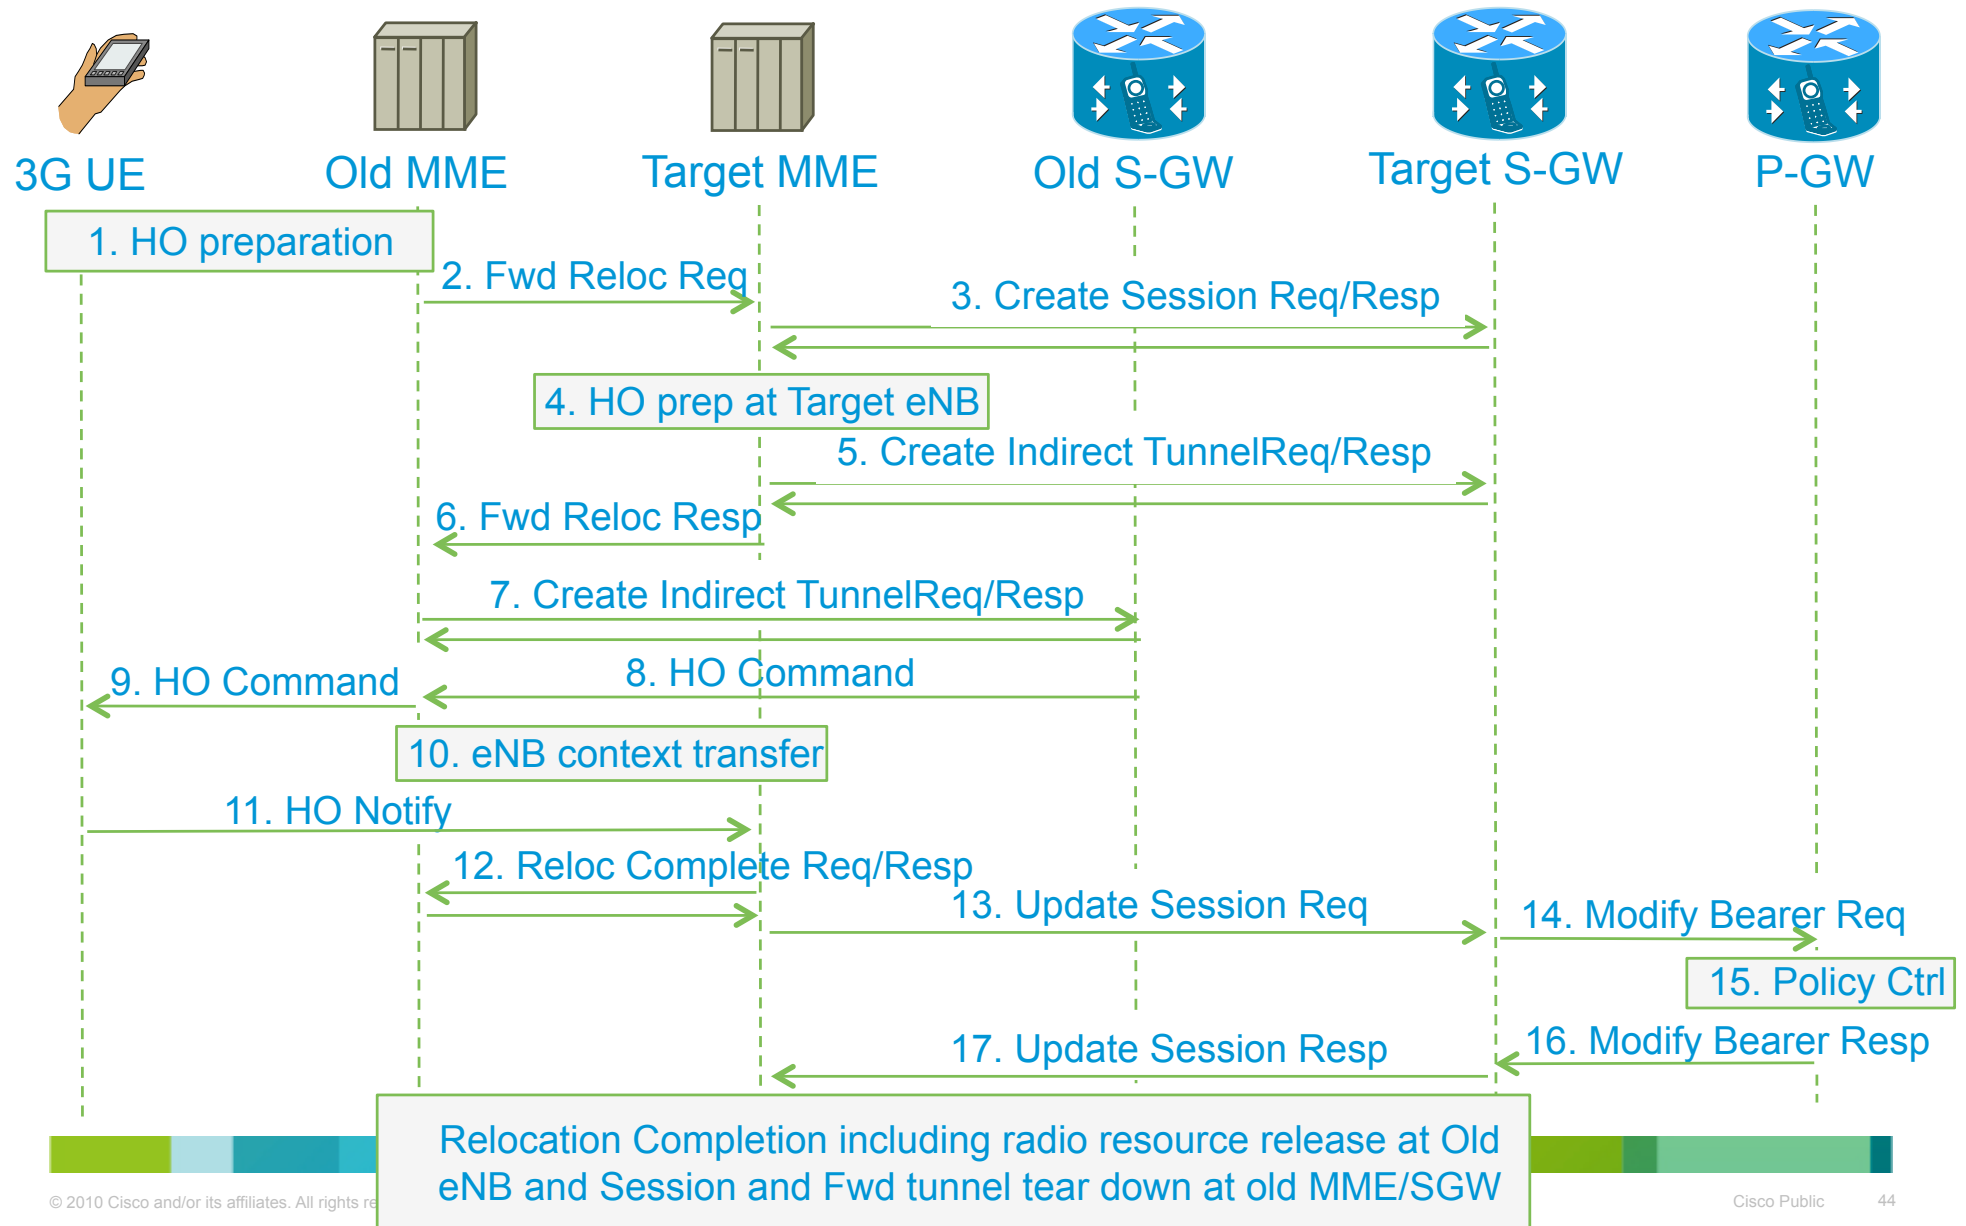 3G UE
Old MME
Target MME
Old S-GW
Target S-GW
P-GW
1. HO preparation
2. Fwd Reloc Req
3. Create Session Req/Resp
4. HO prep at Target eNB
5. Create Indirect TunnelReq/Resp
6. Fwd Reloc Resp
7. Create Indirect TunnelReq/Resp
8. HO Command
9. HO Command
10. eNB context transfer
11. HO Notify
12. Reloc Complete Req/Resp
13. Update Session Req
14. Modify Bearer Req
15. Policy Ctrl
16. Modify Bearer Resp
17. Update Session Resp
Relocation Completion including radio resource release at Old
eNB and Session and Fwd tunnel tear down at old MME/SGW
© 2010 Cisco and/or its affiliates. All rights re
Cisco Public
44